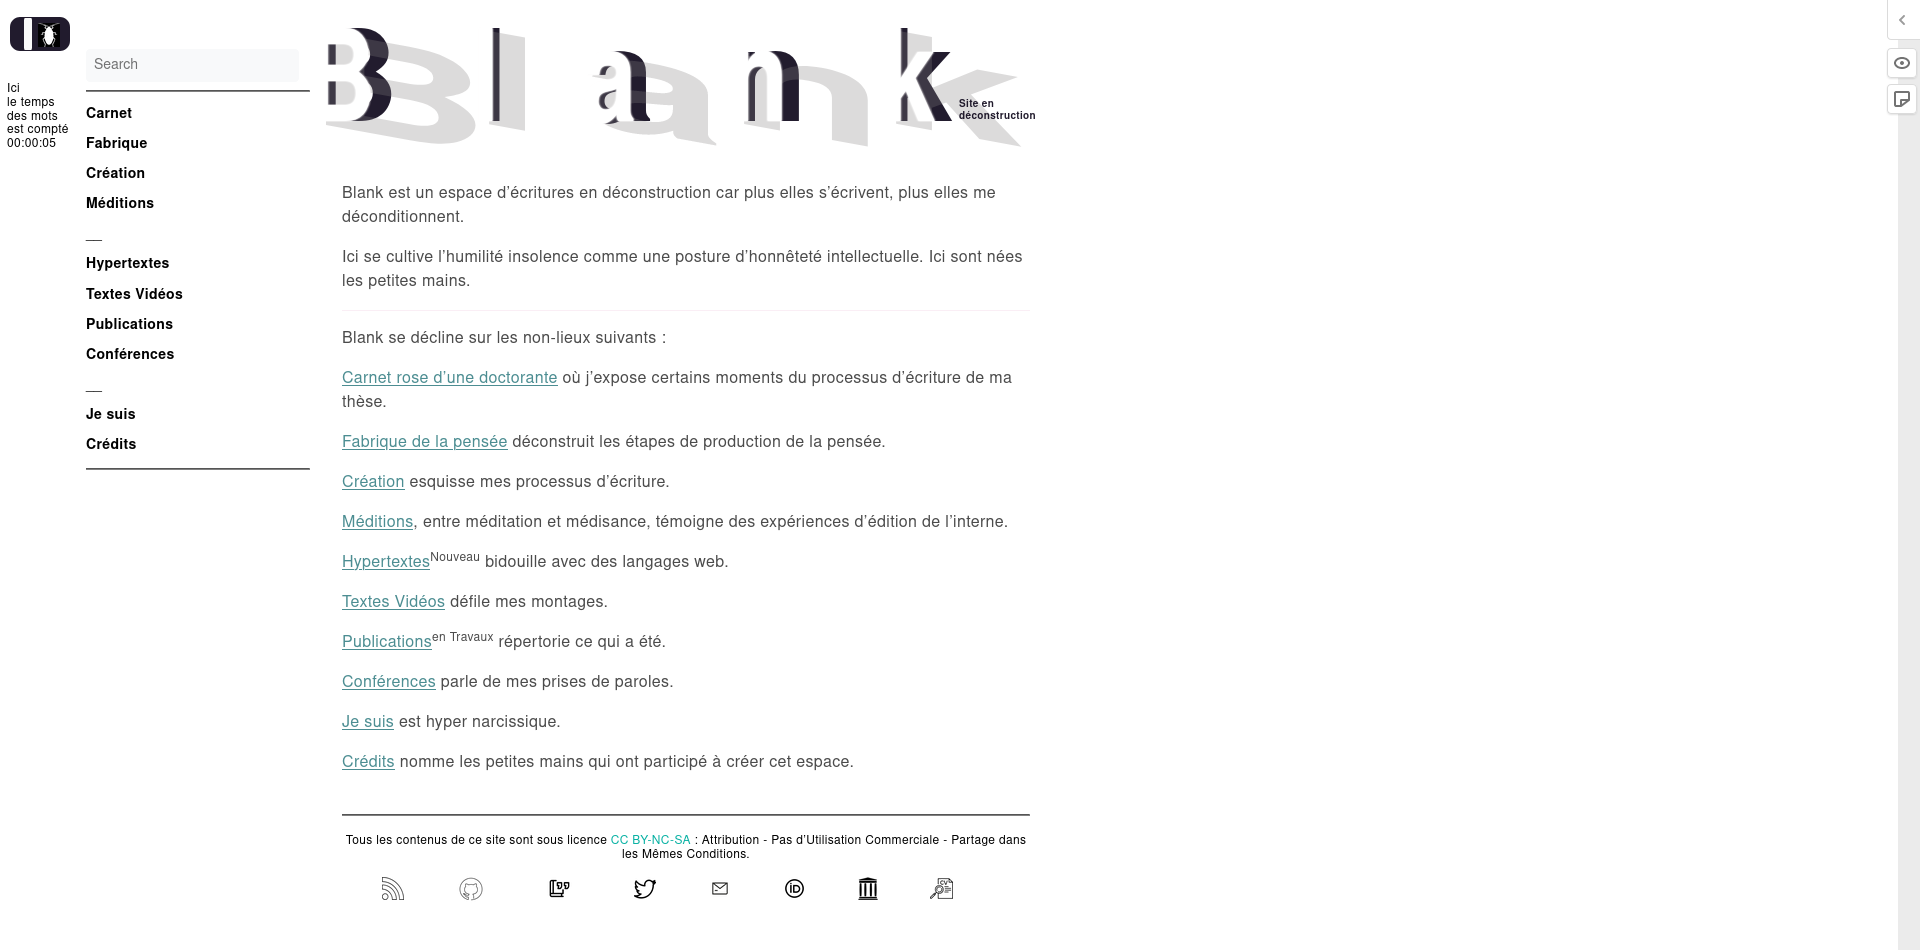 Ici
le temps
des mots
est compté
00:00:05
Search
Carnet
Fabrique
Création
Méditions
__
Hypertextes
Textes Vidéos
Publications
Conférences
__
Je suis
Crédits
Blank
Site en
déconstruction
Blank est un espace d'écritures en déconstruction car plus elles s'écrivent, plus elles me
déconditionnent.
Ici se cultive l'humilité insolence comme une posture d'honnêteté intellectuelle. Ici sont nées
les petites mains.
Blank se décline sur les non-lieux suivants :
Carnet rose d'une doctorante où j'expose certains moments du processus d'écriture de ma
thèse.
Fabrique de la pensée déconstruit les étapes de production de la pensée.
Création esquisse mes processus d'écriture.
Méditions, entre méditation et médisance, témoigne des expériences d'édition de l'interne.
Hypertextes Nouveau bidouille avec des langages web.
Textes Vidéos défile mes montages.
Publications en Travaux répertorie ce qui a été.
Conférences parle de mes prises de paroles.
Je suis est hyper narcissique.
Crédits nomme les petites mains qui ont participé à créer cet espace.
Tous les contenus de ce site sont sous licence CC BY-NC-SA : Attribution - Pas d'Utilisation Commerciale - Partage dans
les Mêmes Conditions.
iD
CV